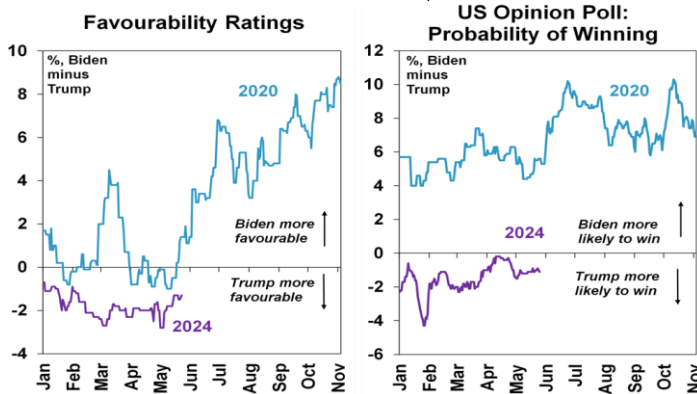 Favourability Ratings
%, Biden
minus
Trump
2020
Biden more
favourable
Trump more
favourable
2024
10
8
6
4
2
0
-2
-4
Jan
Feb
Mar
Apr
May
Jun
Jul
Aug
Sep
Oct
Nov
US Opinion Poll:
Probability of Winning
%, Biden
minus
Trump
2020
2024
Biden more
likely to win
Trump more
likely to win
12
10
8
6
4
2
0
-2
-4
-6
Jan
Feb
Mar
Apr
May
Jun
Jul
Aug
Sep
Oct
Nov